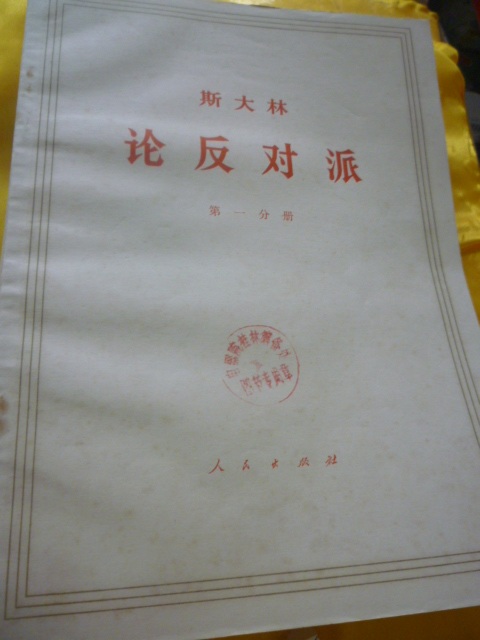 斯大林
论反对派
第一分册
人民出版社